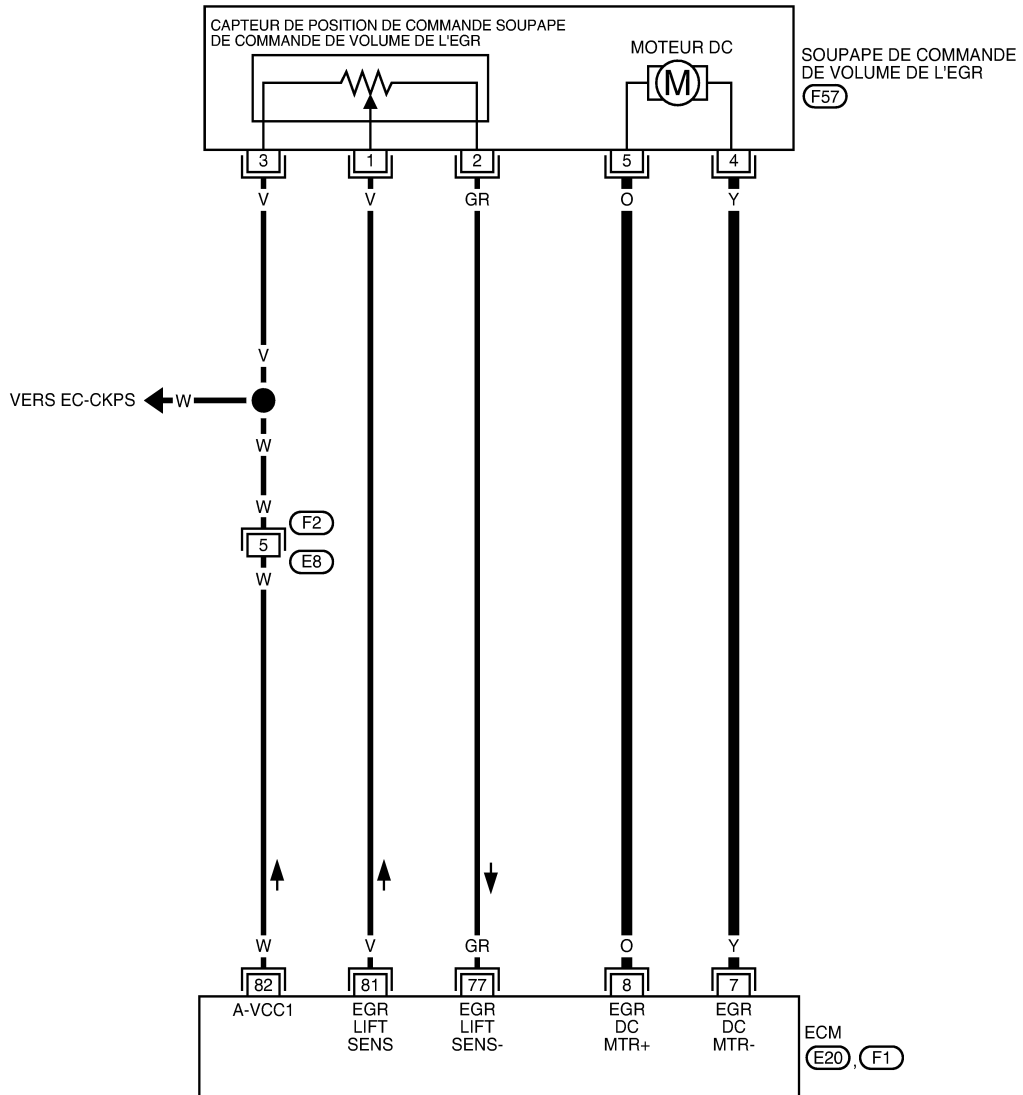 CAPTEUR DE POSITION DE COMMANDE SOUPAPE
DE COMMANDE DE VOLUME DE L'EGR
MOTEUR DC
M
SOUPAPE DE COMMANDE
DE VOLUME DE L'EGR
F57
3 1 2 5 4
V V GR O Y
V
VERS EC-CKPS W
W
W
F2
5
E8
W
W V GR O Y
82 81 77 8 7
A-VCC1
EGR
LIFT
SENS
EGR
LIFT
SENS-
EGR
DC
MTR+
EGR
DC
MTR-
ECM
E20 , F1